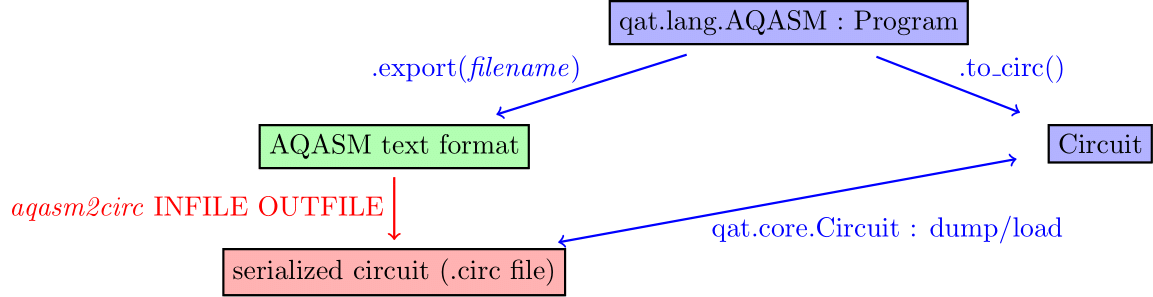 qat.lang.AQASM : Program
.export(filename)
.to_circ()
AQASM text format
Circuit
aqasm2circ INFILE OUTFILE
qat.core.Circuit : dump/load
serialized circuit (.circ file)